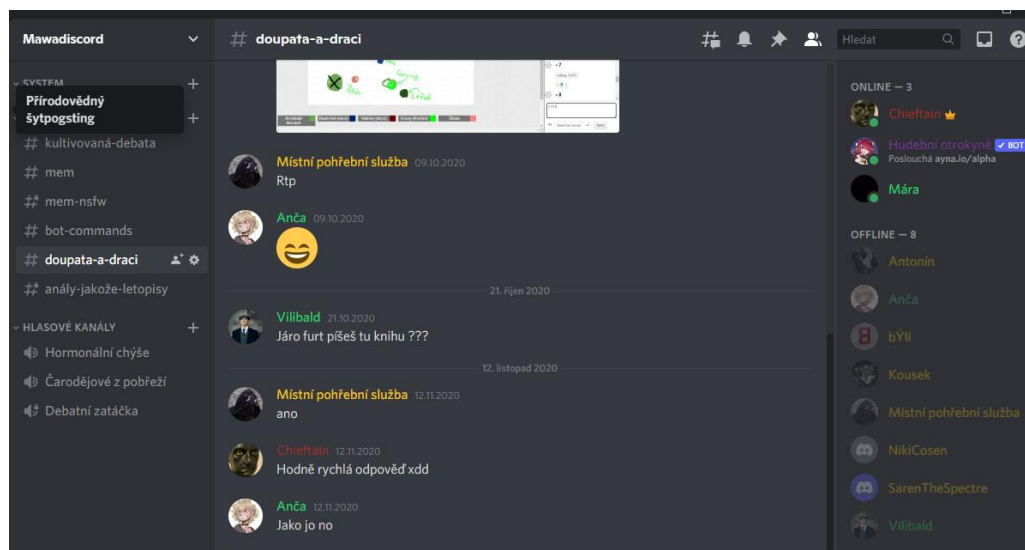 Mawadiscord
SYSTEM
Přírodovědný
šytpogsting
# kultivovaná-debata
# mem
# mem-nsfw
# bot-commands
# doupata-a-draci
# anály-jakože-letopisy
HLASOVÉ KANÁLY
Hormonální chýše
Čarodějové z pobřeží
Debatní zatáčka
# doupata-a-draci
Hledat
Místní pohřební služba 09.10.2020
Rtp
Anča 09.10.2020
21. říjen 2020
Vilibald 21.10.2020
Járo furt píšeš tu knihu ???
12. listopad 2020
Místní pohřební služba 12.11.2020
ano
Chieftain 12.11.2020
Hodně rychlá odpověď xdd
Anča 12.11.2020
Jako jo no
ONLINE — 3
Chieftain
Hudební otrokyně BOT
Poslouchá ayna.io/alpha
Mára
OFFLINE — 8
Antonín
Anča
bÝlí
Kousek
Místní pohřební služba
NikiCosen
SarenTheSpectre
Vilibald